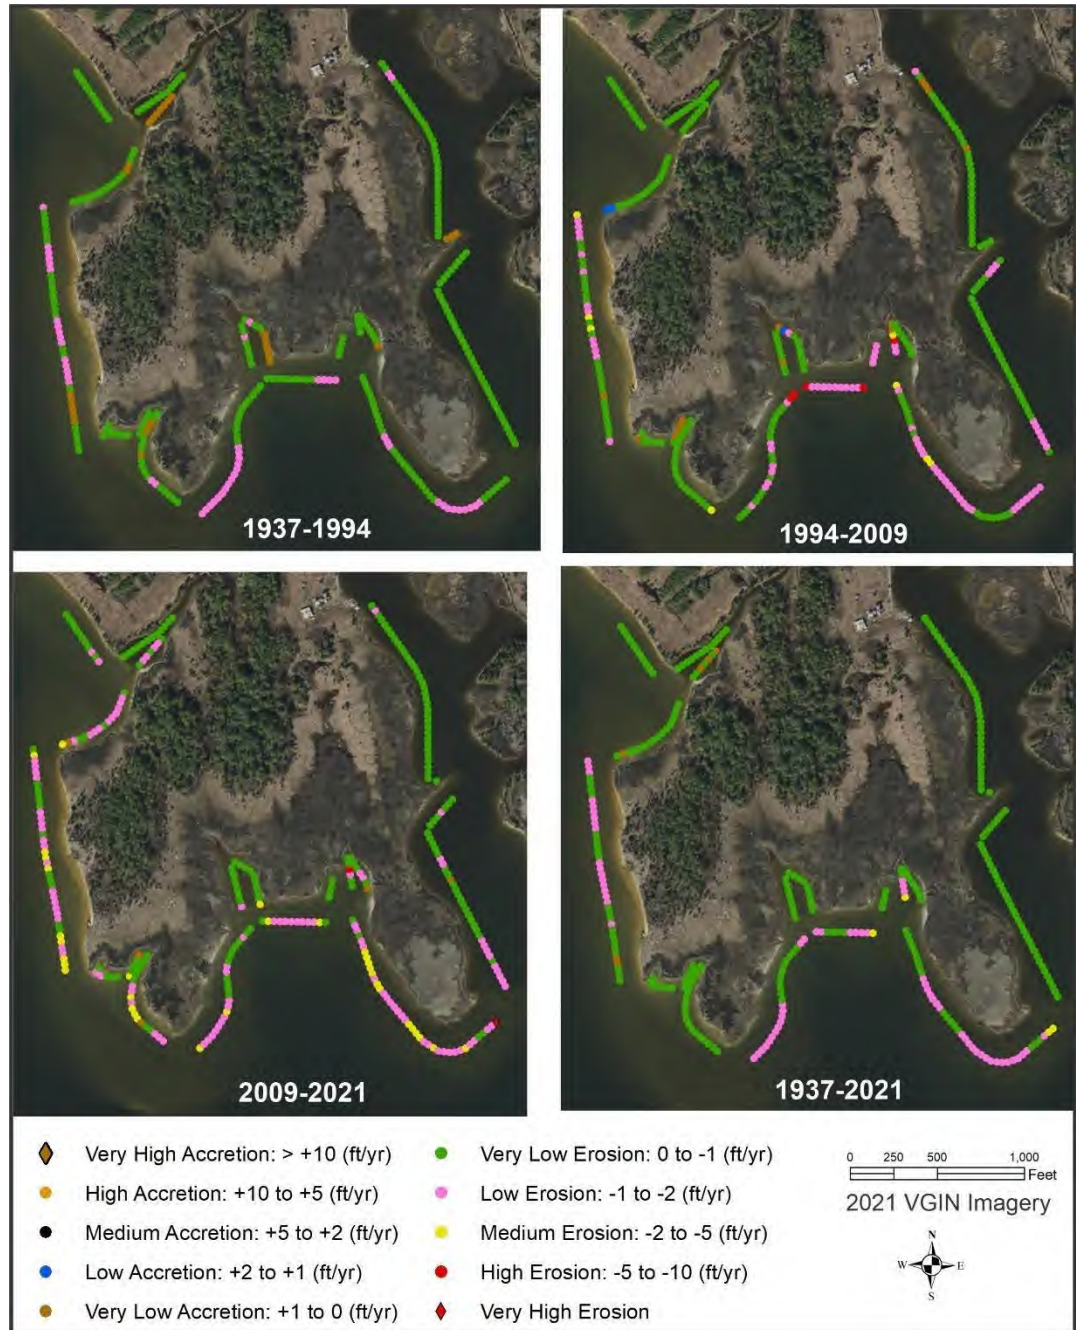 1937-1994
1994-2009
2009-2021
1937-2021
Very High Accretion: > +10 (ft/yr)
High Accretion: +10 to +5 (ft/yr)
Medium Accretion: +5 to +2 (ft/yr)
Low Accretion: +2 to +1 (ft/yr)
Very Low Accretion: +1 to 0 (ft/yr)
Very Low Erosion: 0 to -1 (ft/yr)
Low Erosion: -1 to -2 (ft/yr)
Medium Erosion: -2 to -5 (ft/yr)
High Erosion: -5 to -10 (ft/yr)
Very High Erosion
0 250 500 1,000
Feet
2021 VGIN Imagery
N
W E
S